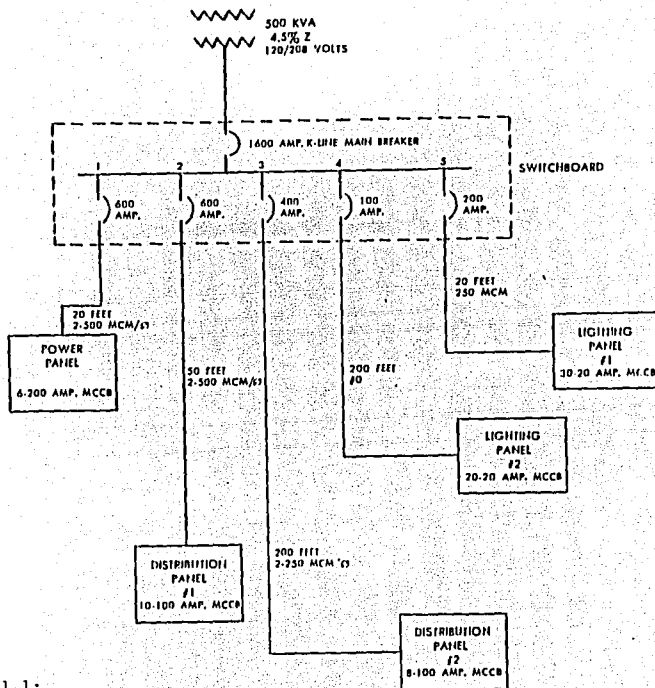 500 KVA
4.5% Z
120/208 VOLTS
1600 AMP. K-LINE MAIN BREAKER
1
2
3
4
5
SWITCHBOARD
600
AMP.
600
AMP.
400
AMP.
100
AMP.
200
AMP.
20 FEET
2-500 MCM/Ø
POWER
PANEL
6-200 AMP. MCCB
50 FEET
2-500 MCM/Ø
200 FEET
#0
20 FEET
250 MCM
LIGHTING
PANEL
#1
30-20 AMP. MCCB
LIGHTING
PANEL
#2
20-20 AMP. MCCB
DISTRIBUTION
PANEL
#1
10-100 AMP. MCCB
200 FEET
2-250 MCM Ø
DISTRIBUTION
PANEL
#2
8-100 AMP. MCCB